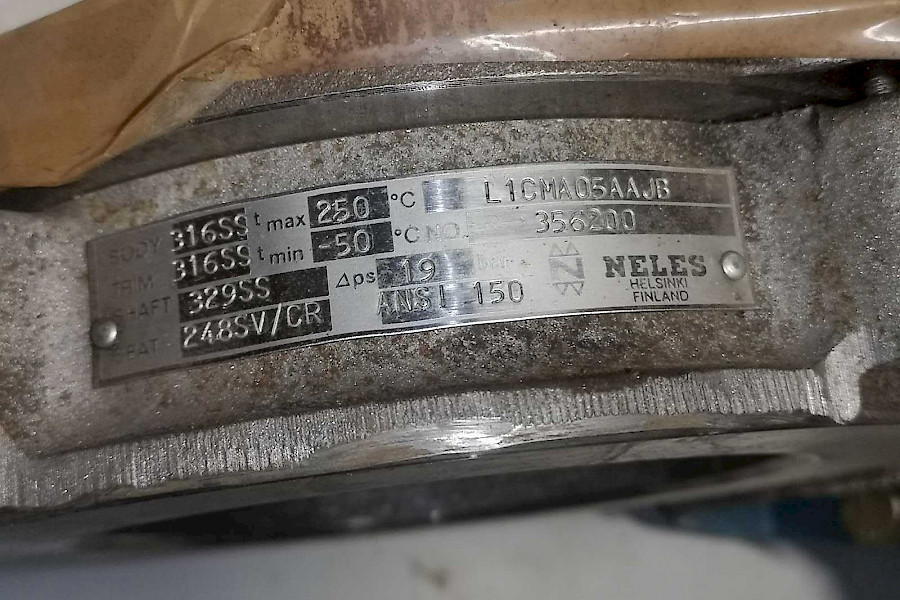 BODY 316SS t max 250 °C L1CMA05AAJB
TRIM 316SS t min -50 °C NO. 356200
SHAFT 329SS Δps 19 bar NELES
SEAT 248SV/CR ANSI 150 HELSINKI
FINLAND